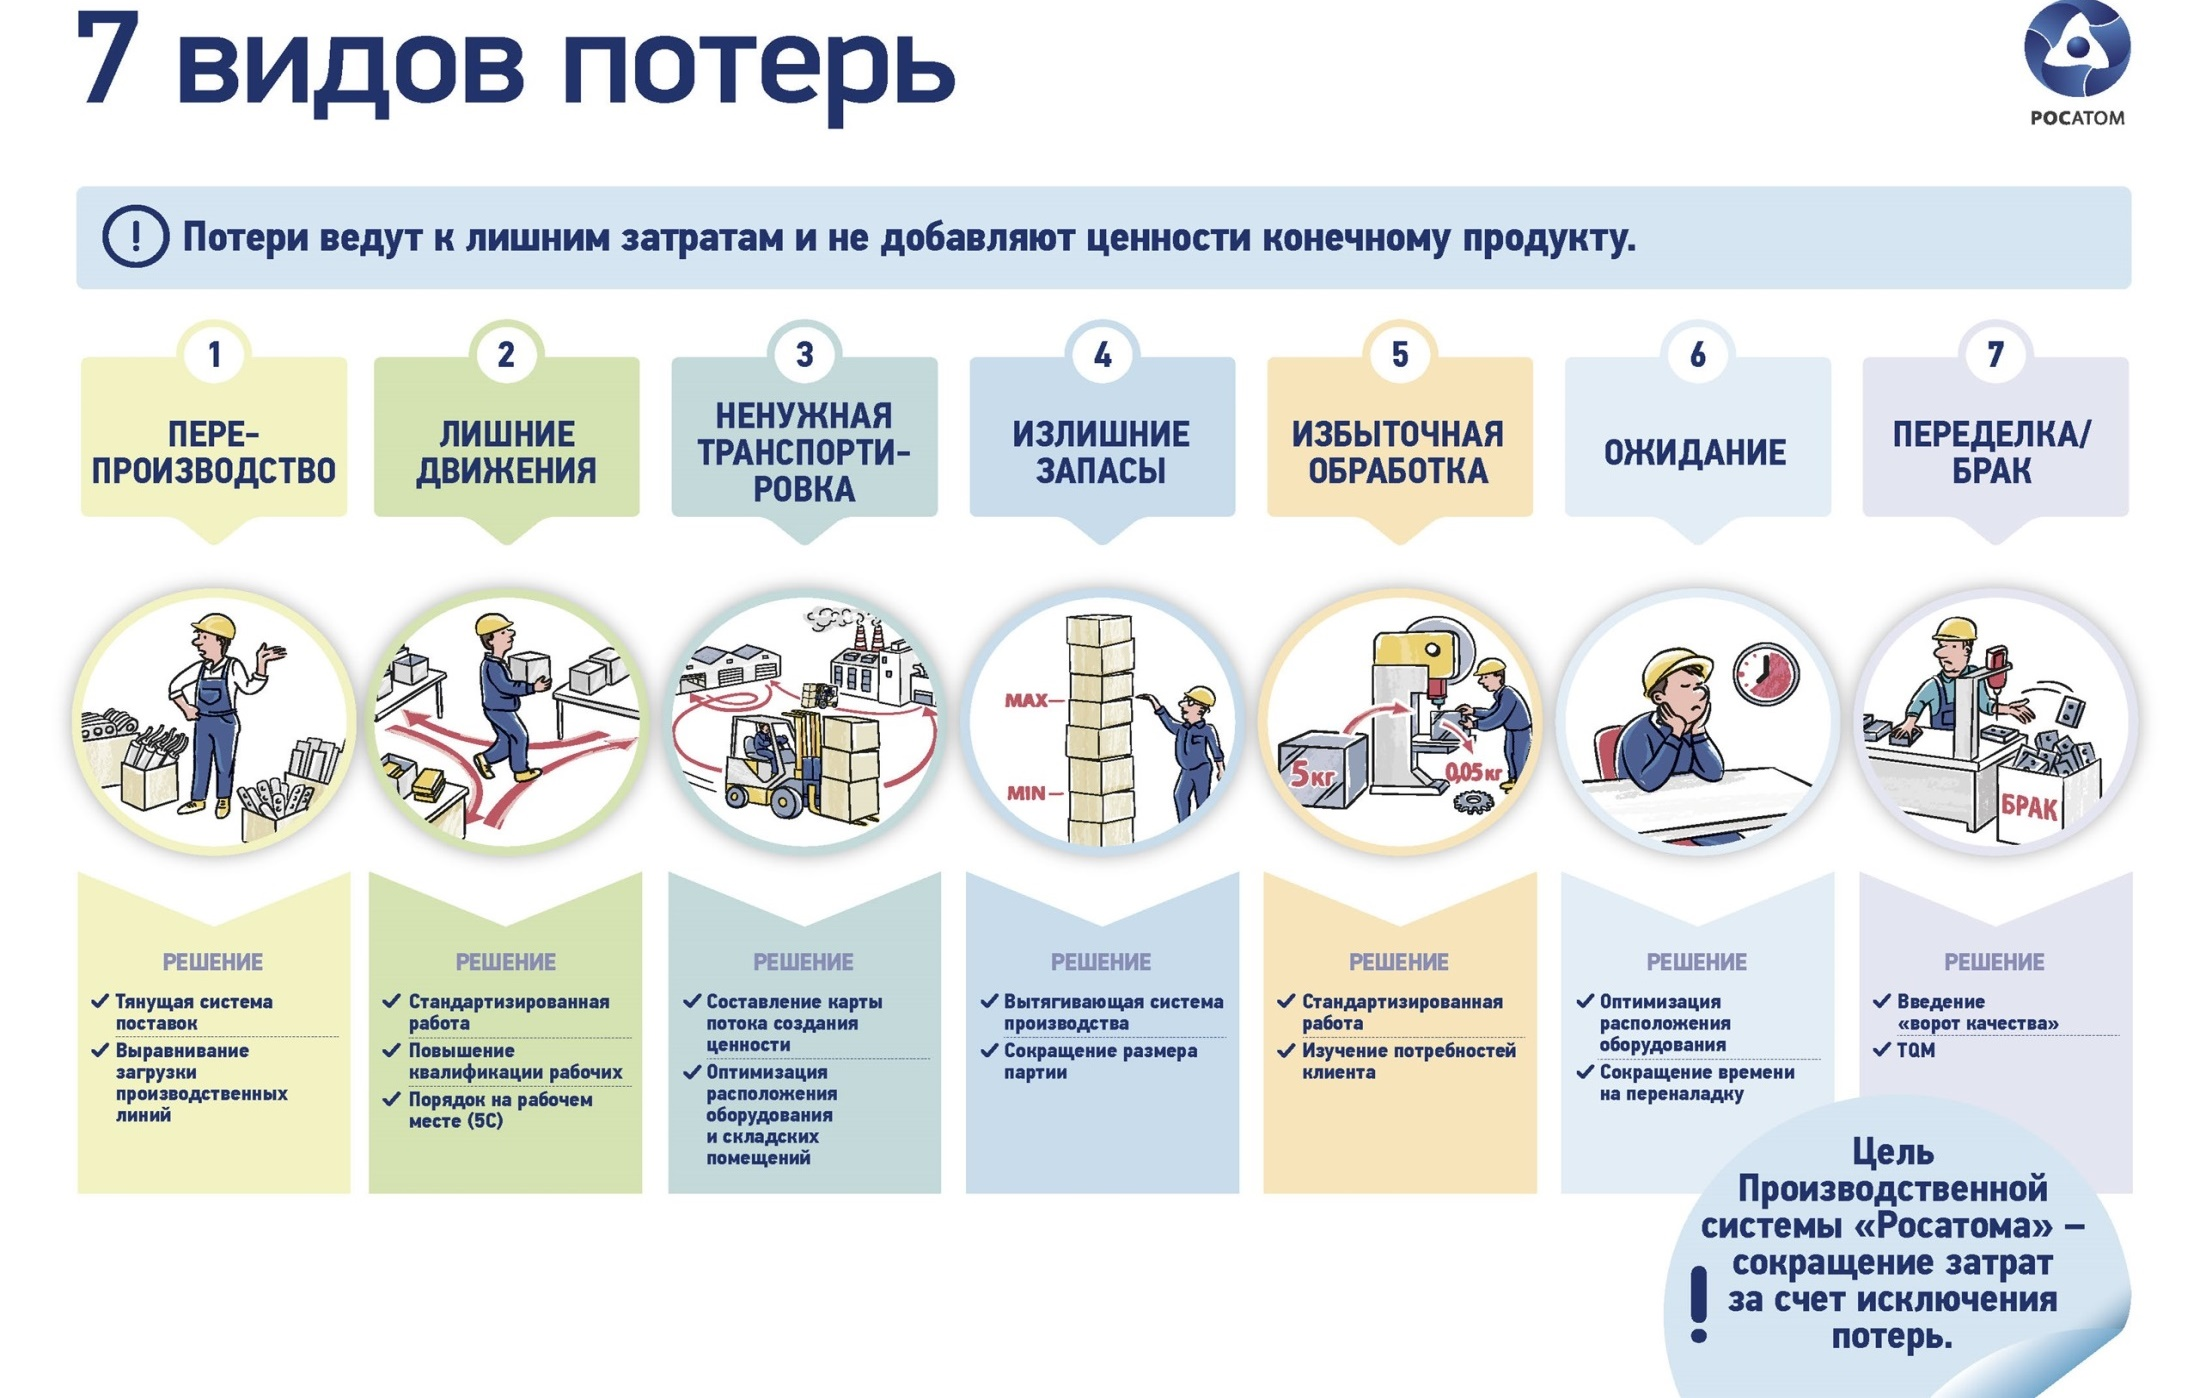 7 видов потерь
РОСАТОМ
! Потери ведут к лишним затратам и не добавляют ценности конечному продукту.
1
ПЕРЕ-
ПРОИЗВОДСТВО
2
ЛИШНИЕ
ДВИЖЕНИЯ
3
НЕНУЖНАЯ
ТРАНСПОРТИ-
РОВКА
4
ИЗЛИШНИЕ
ЗАПАСЫ
5
ИЗБЫТОЧНАЯ
ОБРАБОТКА
6
ОЖИДАНИЕ
7
ПЕРЕДЕЛКА/
БРАК
MAX
MIN
5 кг
0,05 кг
БРАК
РЕШЕНИЕ
Тянущая система
поставок
Выравнивание
загрузки
производственных
линий
РЕШЕНИЕ
Стандартизированная
работа
Повышение
квалификации рабочих
Порядок на рабочем
месте (5С)
РЕШЕНИЕ
Составление карты
потока создания
ценности
Оптимизация
расположения
оборудования
и складских
помещений
РЕШЕНИЕ
Вытягивающая система
производства
Сокращение размера
партии
РЕШЕНИЕ
Стандартизированная
работа
Изучение потребностей
клиента
РЕШЕНИЕ
Оптимизация
расположения
оборудования
Сокращение времени
на переналадку
РЕШЕНИЕ
Введение
«ворот качества»
TQM
Цель
Производственной
системы «Росатома» –
сокращение затрат
! за счет исключения
потерь.